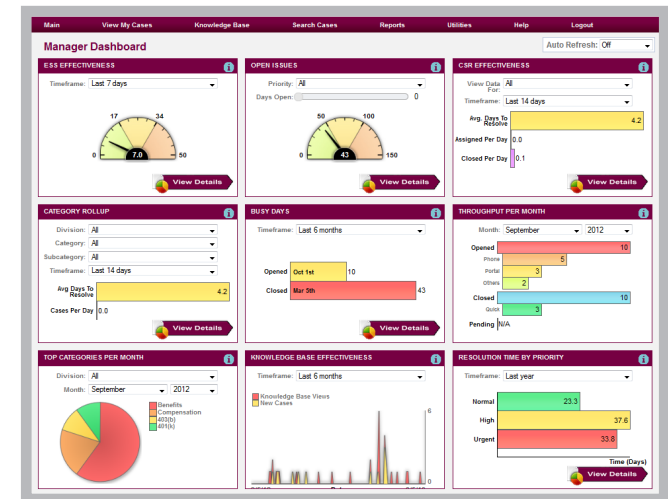 Main View My Cases Knowledge Base Search Cases Reports Utilities Help Logout
Manager Dashboard
Auto Refresh: Off
ESS EFFECTIVENESS
Timeframe: Last 7 days
17 34
0 7.0 50
View Details
OPEN ISSUES
Priority: All
Days Open: 0
50 100
0 43 150
View Details
CSR EFFECTIVENESS
View Data For: All
Timeframe: Last 14 days
Avg. Days To Resolve 4.2
Assigned Per Day 0.0
Closed Per Day 0.1
View Details
CATEGORY ROLLUP
Division: All
Category: All
Subcategory: All
Timeframe: Last 14 days
Avg Days To Resolve 4.2
Cases Per Day 0.0
View Details
BUSY DAYS
Timeframe: Last 6 months
Opened Oct 1st 10
Closed Mar 5th 43
View Details
THROUGHPUT PER MONTH
Month: September 2012
Opened 10
Phone 5
Portal 3
Others 2
Closed 10
Quick 3
Pending N/A
TOP CATEGORIES PER MONTH
Division: All
Month: September 2012
Benefits
Compensation
403(b)
401(k)
KNOWLEDGE BASE EFFECTIVENESS
Timeframe: Last 6 months
Knowledge Base Views
New Cases
6
0
RESOLUTION TIME BY PRIORITY
Timeframe: Last year
Normal 23.3
High 37.6
Urgent 33.8
Time (Days)
View Details